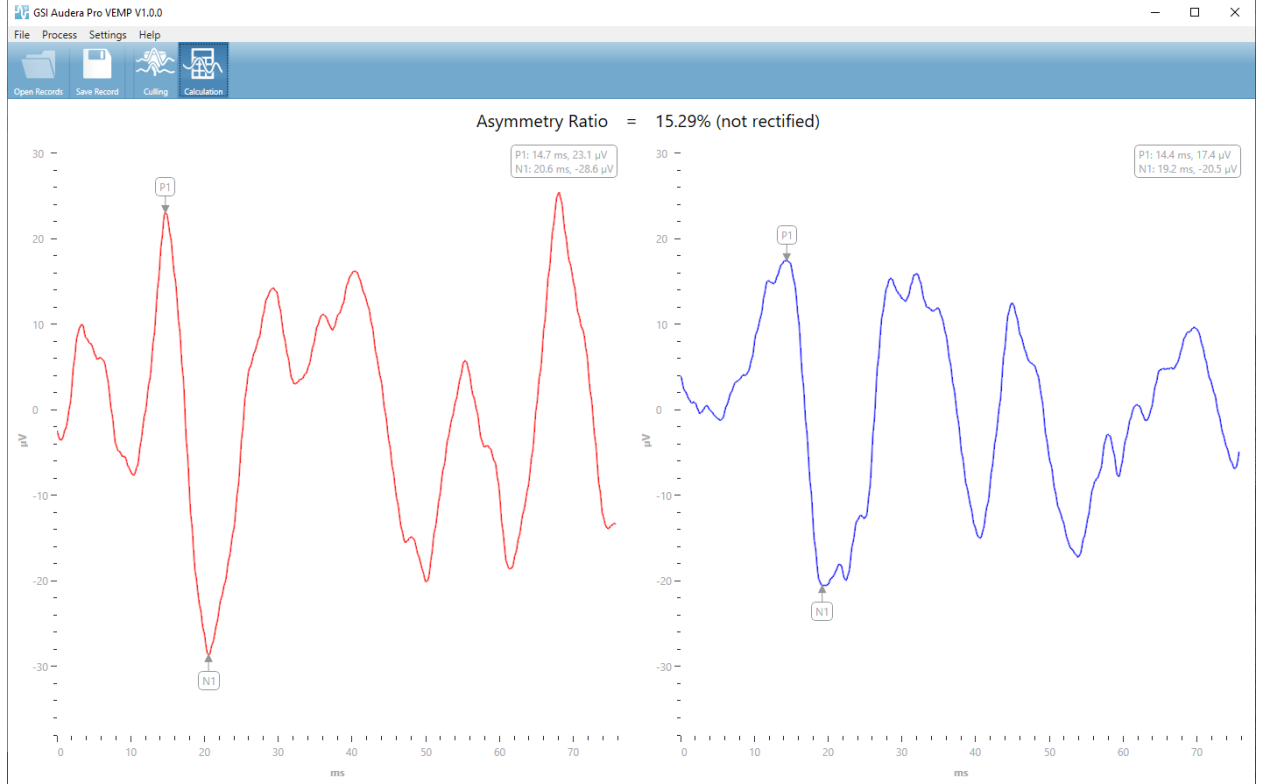 GSI Audera Pro VEMP V1.0.0
File Process Settings Help
Open Records Save Record Culling Calculation
Asymmetry Ratio = 15.29% (not rectified)
P1: 14.7 ms, 23.1 µV
N1: 20.6 ms, -28.6 µV
30
20
10
0
-10
-20
-30
µV
P1
N1
0 10 20 30 40 50 60 70
ms
P1: 14.4 ms, 17.4 µV
N1: 19.2 ms, -20.5 µV
30
20
10
0
-10
-20
-30
µV
P1
N1
0 10 20 30 40 50 60 70
ms